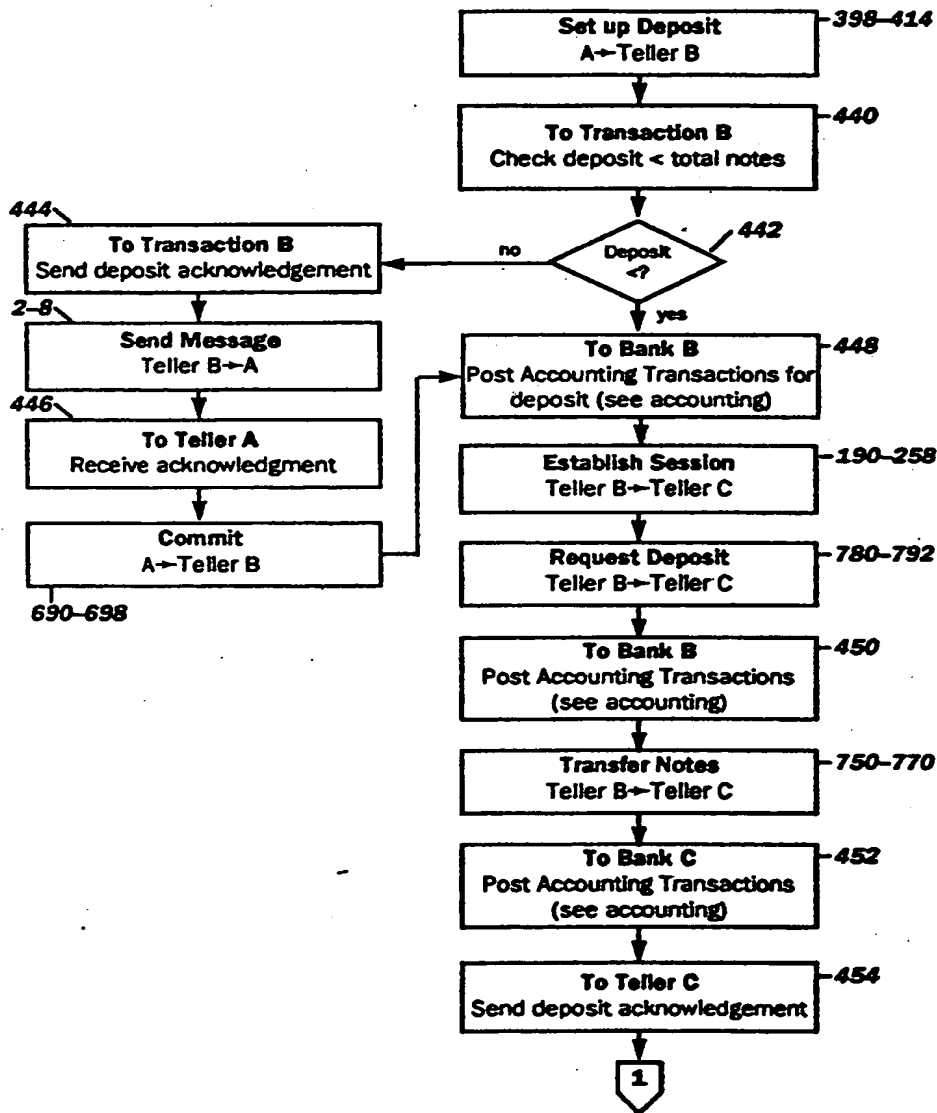 Set up Deposit
A→Teller B
398–414
To Transaction B
Check deposit < total notes
440
Deposit
<?
442
no
yes
444
To Transaction B
Send deposit acknowledgement
2–8
Send Message
Teller B→A
446
To Teller A
Receive acknowledgment
Commit
A→Teller B
690–698
To Bank B
Post Accounting Transactions for
deposit (see accounting)
448
Establish Session
Teller B→Teller C
190–258
Request Deposit
Teller B→Teller C
780–792
To Bank B
Post Accounting Transactions
(see accounting)
450
Transfer Notes
Teller B→Teller C
750–770
To Bank C
Post Accounting Transactions
(see accounting)
452
To Teller C
Send deposit acknowledgement
454
1